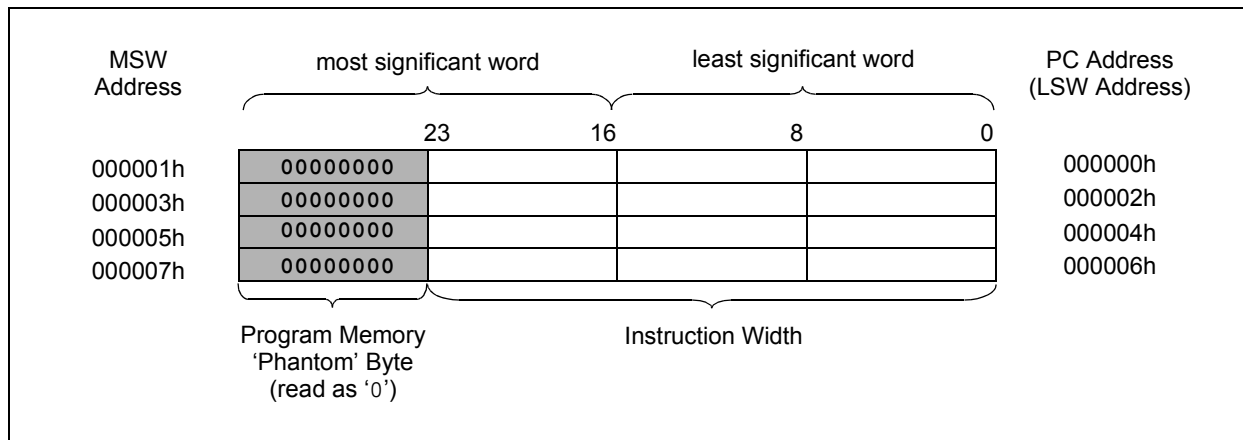 MSW
Address
most significant word
least significant word
PC Address
(LSW Address)
23 16 8 0
000001h 00000000 000000h
000003h 00000000 000002h
000005h 00000000 000004h
000007h 00000000 000006h
Program Memory
‘Phantom’ Byte
(read as ‘0’)
Instruction Width